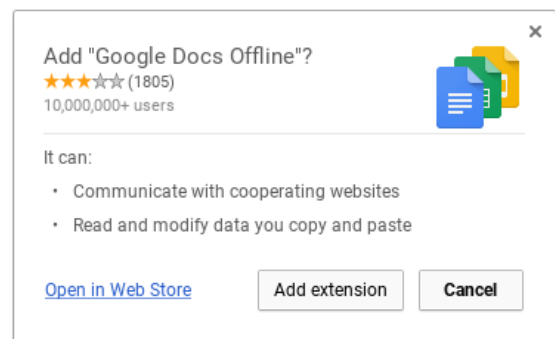 Add "Google Docs Offline"?
(1805)
10,000,000+ users
It can:
• Communicate with cooperating websites
• Read and modify data you copy and paste
Open in Web Store Add extension Cancel